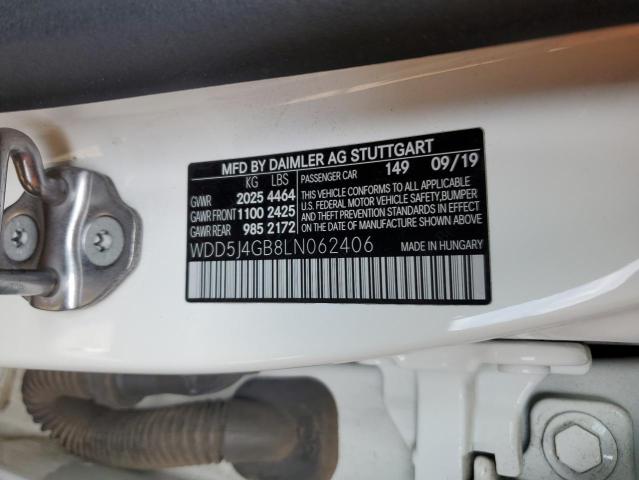 MFD BY DAIMLER AG STUTTGART
KG LBS
GVWR 2025 4464
GAWR FRONT 1100 2425
GAWR REAR 985 2172
PASSENGER CAR 149 09/19
THIS VEHICLE CONFORMS TO ALL APPLICABLE
U.S. FEDERAL MOTOR VEHICLE SAFETY, BUMPER
AND THEFT PREVENTION STANDARDS IN EFFECT
ON THE DATE OF MANUFACTURE SHOWN ABOVE.
WDD5J4GB8LN062406
MADE IN HUNGARY